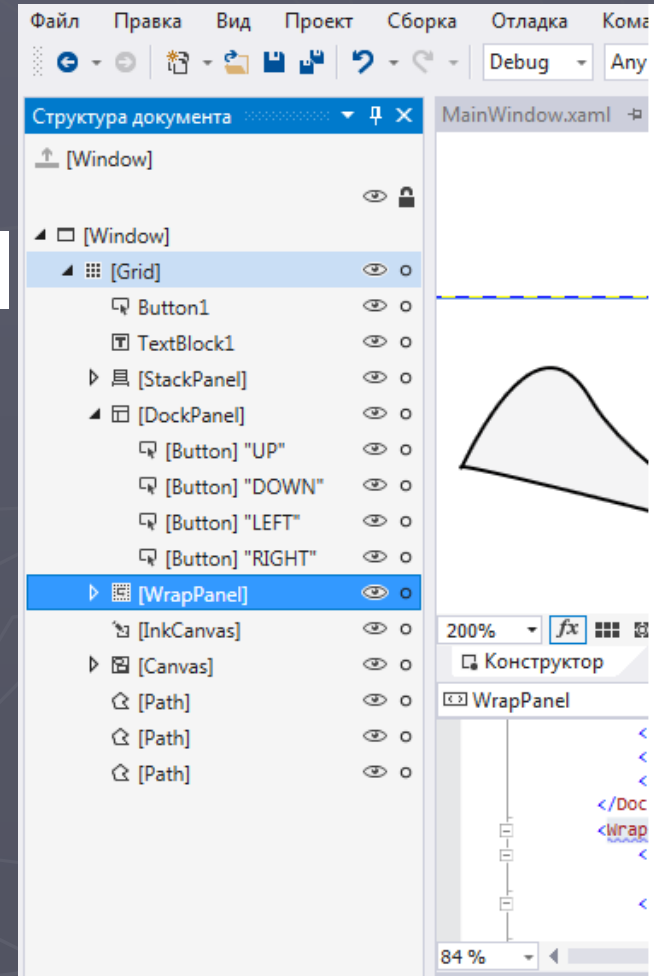 Файл Правка Вид Проект Сборка Отладка Кома
Debug Any
Структура документа
MainWindow.xaml
[Window]
[Window]
[Grid]
Button1
TextBlock1
[StackPanel]
[DockPanel]
[Button] "UP"
[Button] "DOWN"
[Button] "LEFT"
[Button] "RIGHT"
[WrapPanel]
[InkCanvas]
[Canvas]
[Path]
[Path]
[Path]
200% fx
Конструктор
WrapPanel
<
<
<
</Doc
<Wrap
<
<
84 %